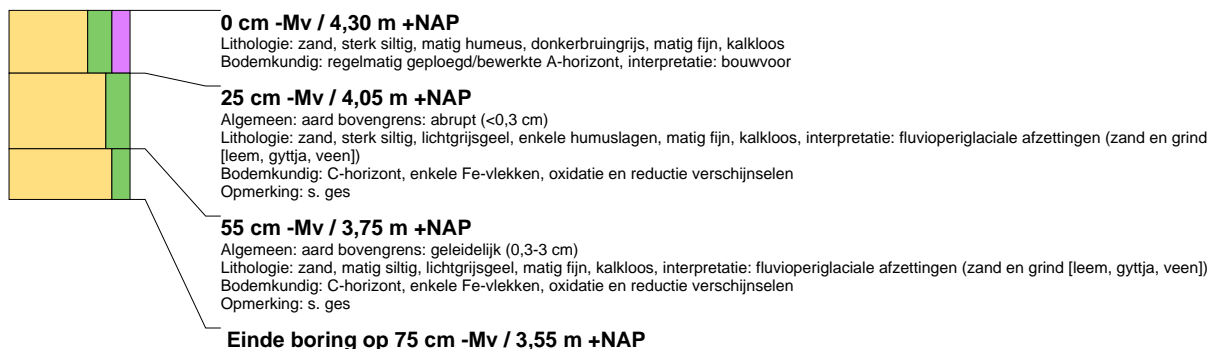 0 cm -Mv / 4,30 m +NAP
Lithologie: zand, sterk siltig, matig humeus, donkerbruingrijs, matig fijn, kalkloos
Bodemkundig: regelmatig geploegd/bewerkte A-horizont, interpretatie: bouwvoor
25 cm -Mv / 4,05 m +NAP
Algemeen: aard bovengrens: abrupt (<0,3 cm)
Lithologie: zand, sterk siltig, lichtgrijsgeel, enkele humuslagen, matig fijn, kalkloos, interpretatie: fluvioperiglaciale afzettingen (zand en grind
[leem, gyttja, veen])
Bodemkundig: C-horizont, enkele Fe-vlekken, oxidatie en reductie verschijnselen
Opmerking: s. ges
55 cm -Mv / 3,75 m +NAP
Algemeen: aard bovengrens: geleidelijk (0,3-3 cm)
Lithologie: zand, matig siltig, lichtgrijsgeel, matig fijn, kalkloos, interpretatie: fluvioperiglaciale afzettingen (zand en grind [leem, gyttja, veen])
Bodemkundig: C-horizont, enkele Fe-vlekken, oxidatie en reductie verschijnselen
Opmerking: s. ges
Einde boring op 75 cm -Mv / 3,55 m +NAP